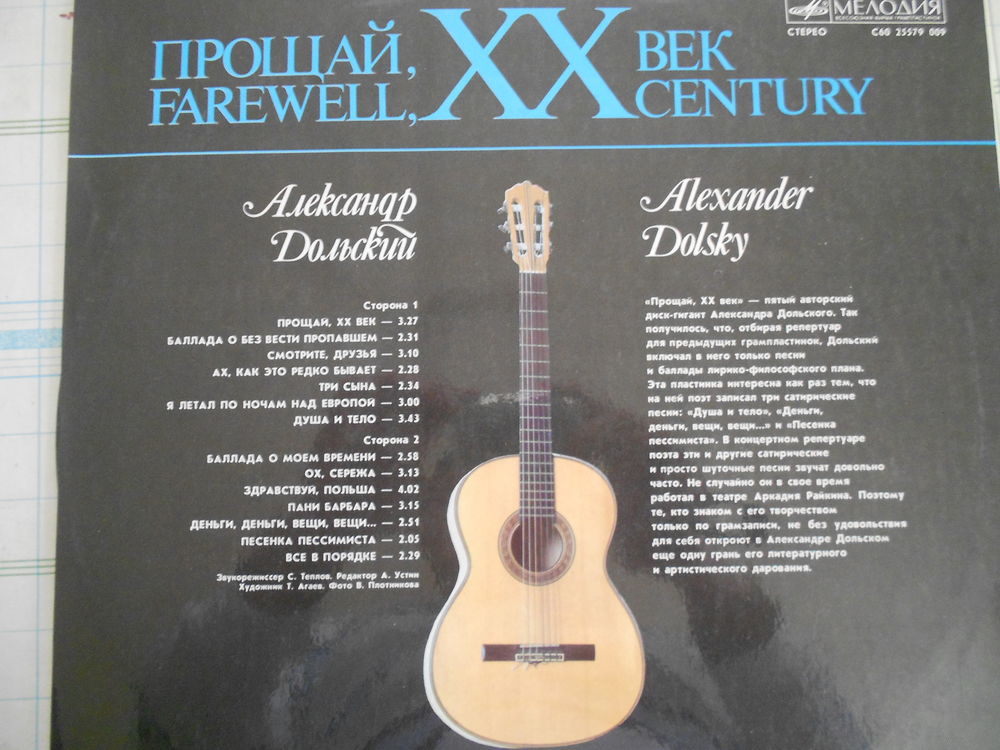 МЕЛОДИЯ
ВСЕСОЮЗНАЯ ФИРМА ГРАМПЛАСТИНОК
СТЕРЕО С60 25579 009
ПРОЩАЙ, XX ВЕК
FAREWELL, CENTURY
Александр
Дольский
Сторона 1
ПРОЩАЙ, XX ВЕК — 3.27
БАЛЛАДА О БЕЗ ВЕСТИ ПРОПАВШЕМ — 2.31
СМОТРИТЕ, ДРУЗЬЯ — 3.10
АХ, КАК ЭТО РЕДКО БЫВАЕТ — 2.28
ТРИ СЫНА — 2.34
Я ЛЕТАЛ ПО НОЧАМ НАД ЕВРОПОЙ — 3.00
ДУША И ТЕЛО — 3.43
Сторона 2
БАЛЛАДА О МОЕМ ВРЕМЕНИ — 2.58
ОХ, СЕРЕЖА — 3.13
ЗДРАВСТВУЙ, ПОЛЬША — 4.02
ПАНИ БАРБАРА — 3.15
ДЕНЬГИ, ДЕНЬГИ, ВЕЩИ, ВЕЩИ... — 2.51
ПЕСЕНКА ПЕССИМИСТА — 2.05
ВСЕ В ПОРЯДКЕ — 2.29
Звукорежиссер С. Теплов. Редактор А. Устин
Художник Т. Агаев. Фото В. Плотникова
Alexander
Dolsky
«Прощай, XX век» — пятый авторский
диск-гигант Александра Дольского. Так
получилось, что, отбирая репертуар
для предыдущих грампластинок, Дольский
включал в него только песни
и баллады лирико-философского плана.
Эта пластинка интересна как раз тем, что
на ней поэт записал три сатирические
песни: «Душа и тело», «Деньги,
деньги, вещи, вещи...» и «Песенка
пессимиста». В концертном репертуаре
поэта эти и другие сатирические
и просто шуточные песни звучат довольно
часто. Не случайно он в свое время
работал в театре Аркадия Райкина. Поэтому
те, кто знаком с его творчеством
только по грамзаписи, не без удовольствия
для себя откроют в Александре Дольском
еще одну грань его литературного
и артистического дарования.